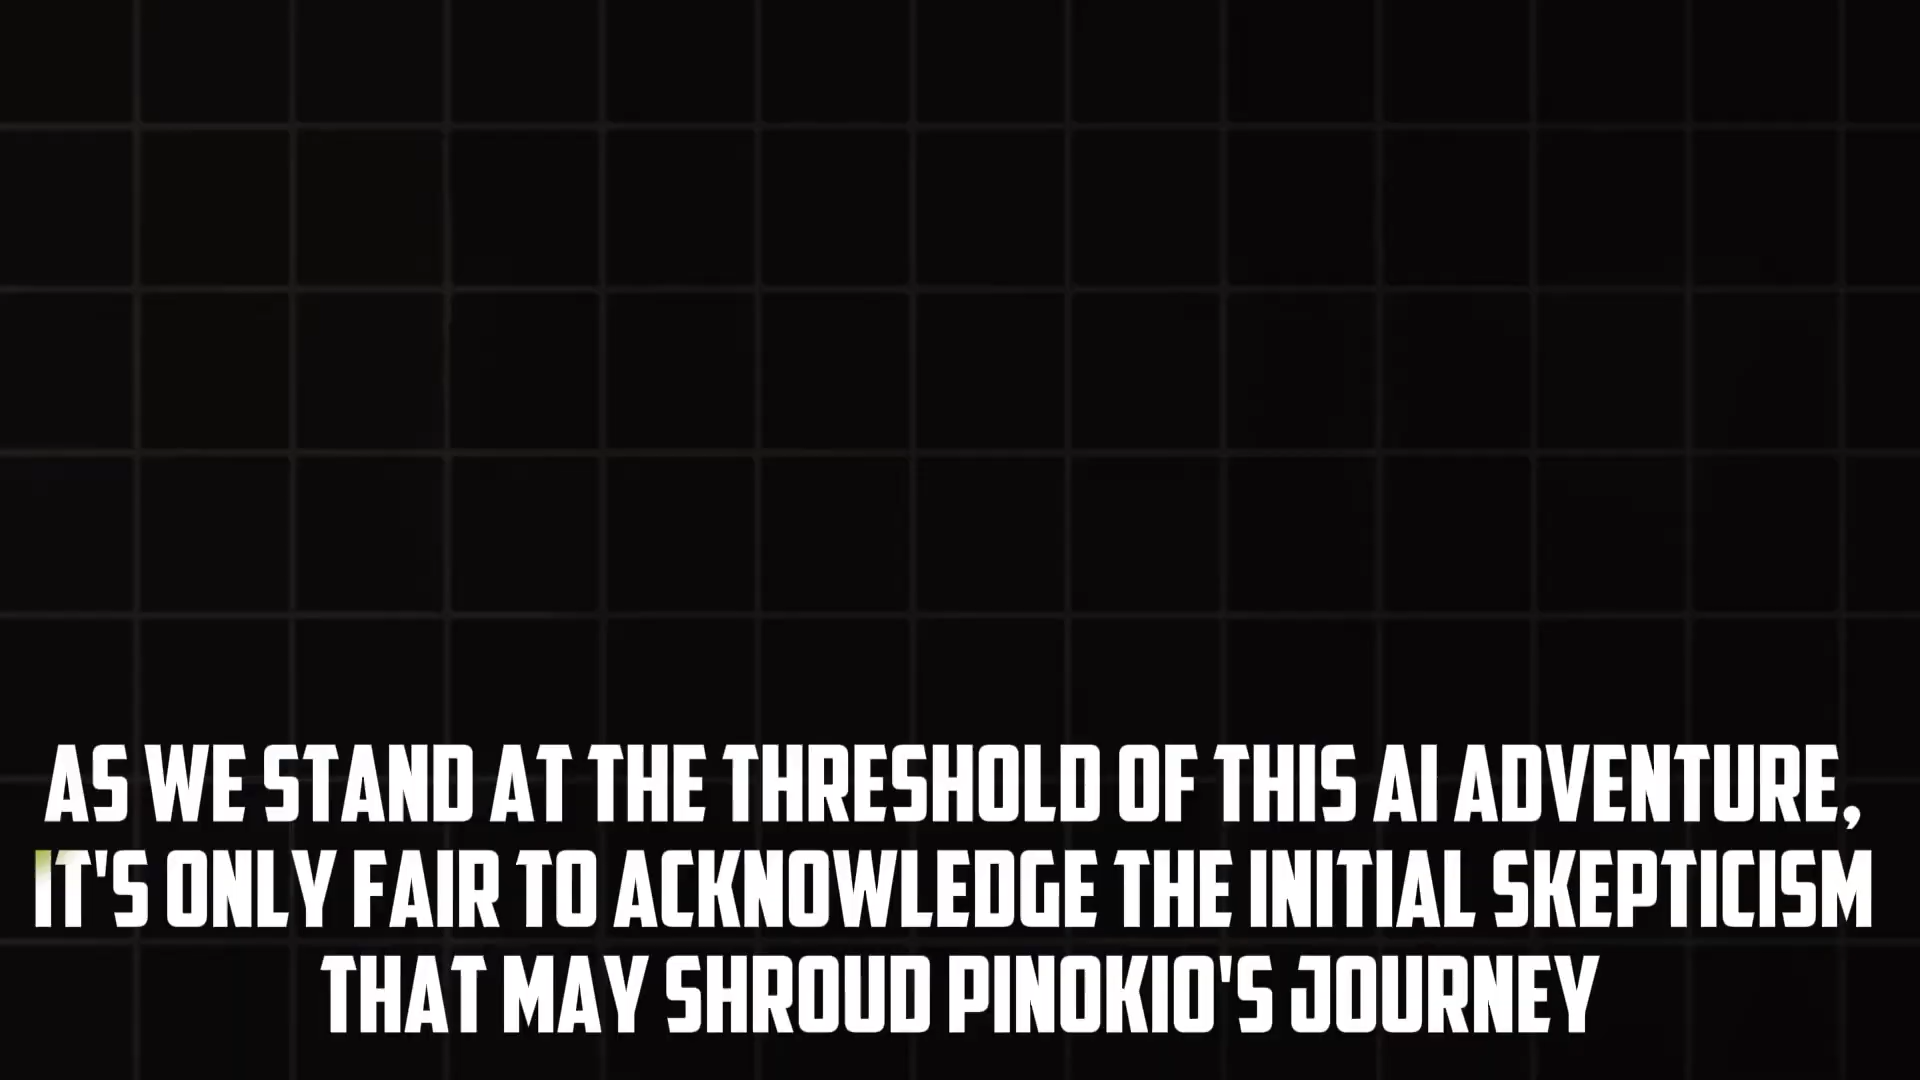 AS WE STAND AT THE THRESHOLD OF THIS AI ADVENTURE,
IT'S ONLY FAIR TO ACKNOWLEDGE THE INITIAL SKEPTICISM
THAT MAY SHROUD PINOKIO'S JOURNEY